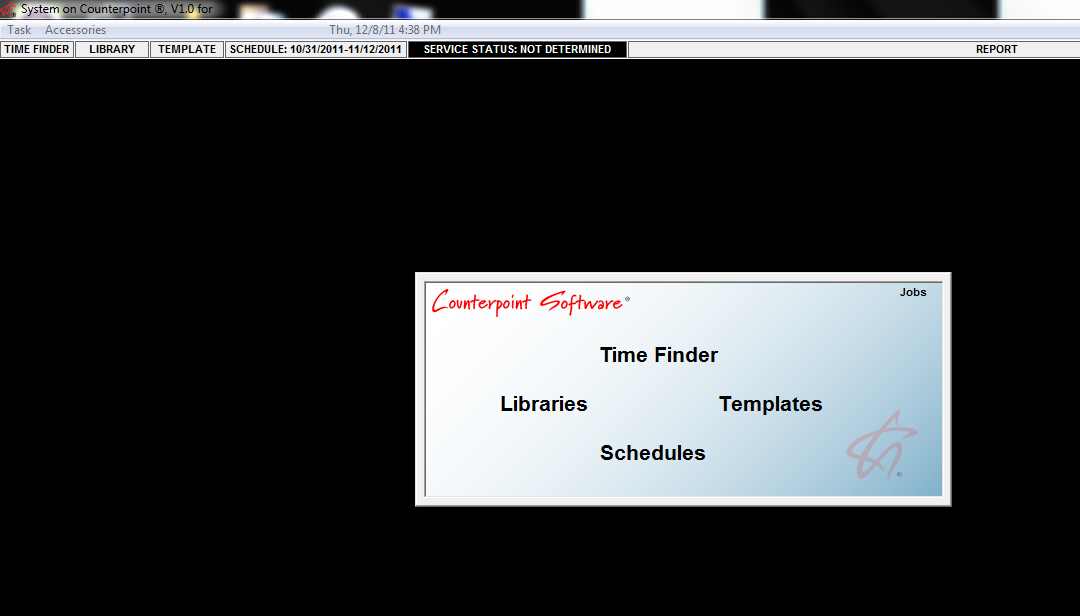 System on Counterpoint ®, V1.0 for
Task Accessories Thu, 12/8/11 4:38 PM
TIME FINDER LIBRARY TEMPLATE SCHEDULE: 10/31/2011-11/12/2011 SERVICE STATUS: NOT DETERMINED REPORT
Counterpoint Software®
Jobs
Time Finder
Libraries Templates
Schedules
®